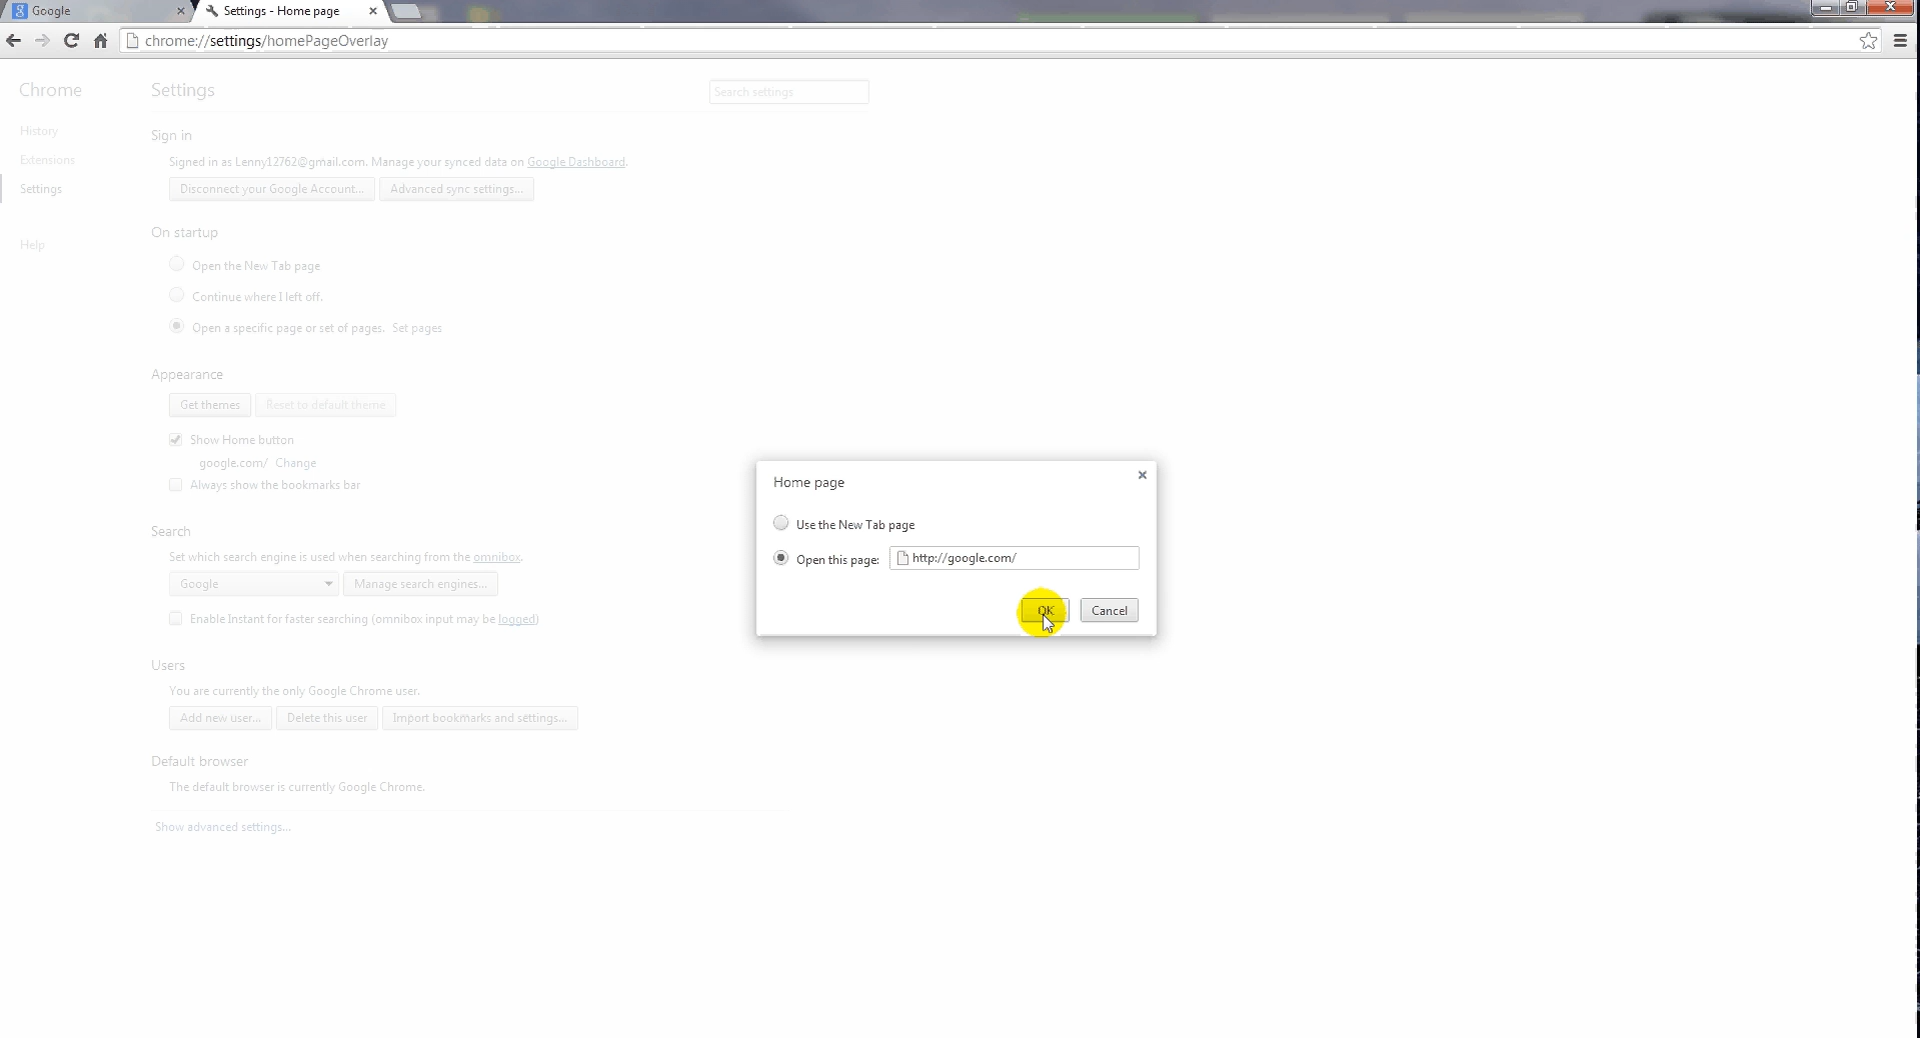 Google
Settings - Home page
chrome://settings/homePageOverlay
Chrome
History
Extensions
Settings
Help
Settings
Search settings
Sign in
Signed in as Lenny12762@gmail.com. Manage your synced data on Google Dashboard.
Disconnect your Google Account... Advanced sync settings...
On startup
Open the New Tab page
Continue where I left off.
Open a specific page or set of pages. Set pages
Appearance
Get themes Reset to default theme
Show Home button
google.com/ Change
Always show the bookmarks bar
Search
Set which search engine is used when searching from the omnibox.
Google Manage search engines...
Enable Instant for faster searching (omnibox input may be logged)
Users
You are currently the only Google Chrome user.
Add new user... Delete this user Import bookmarks and settings...
Default browser
The default browser is currently Google Chrome.
Show advanced settings...
Home page
Use the New Tab page
Open this page: http://google.com/
OK Cancel